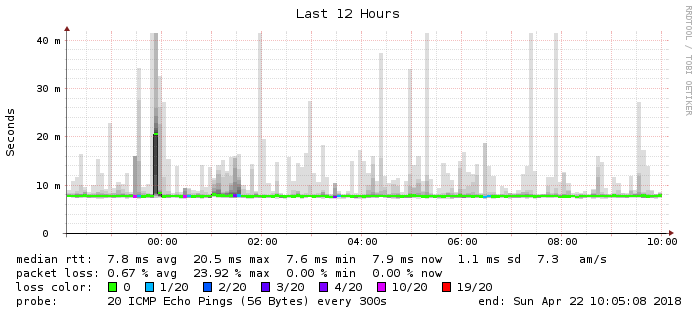 Last 12 Hours
RRDTOOL / TOBI OETIKER
Seconds
40 m
30 m
20 m
10 m
0
00:00 02:00 04:00 06:00 08:00 10:00
median rtt: 7.8 ms avg 20.5 ms max 7.6 ms min 7.9 ms now 1.1 ms sd 7.3 am/s
packet loss: 0.67 % avg 23.92 % max 0.00 % min 0.00 % now
loss color: 0 1/20 2/20 3/20 4/20 10/20 19/20
probe: 20 ICMP Echo Pings (56 Bytes) every 300s end: Sun Apr 22 10:05:08 2018